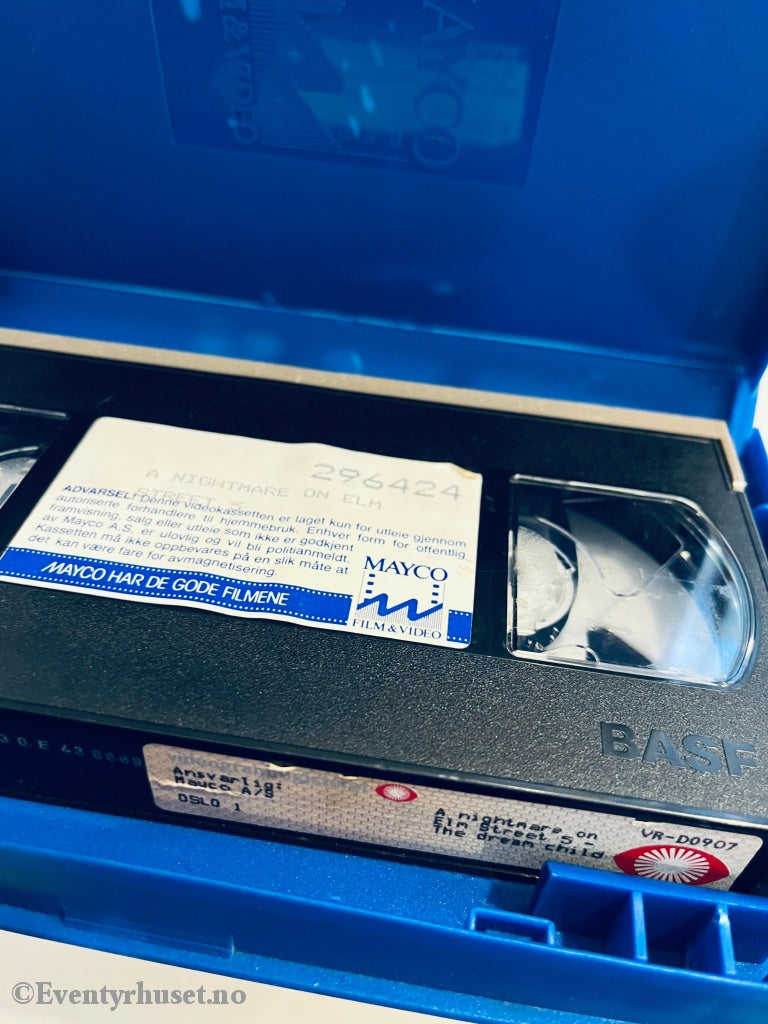 MAYCO
M & VIDEO
296424
A NIGHTMARE ON ELM
STREET 5
ADVARSEL! Denne videokassetten er laget kun for utleie gjennom
autoriserte forhandlere til hjemmebruk. Enhver form for offentlig
framvisning, salg eller utleie som ikke er godkjent
av Mayco A.S. er ulovlig og vil bli politianmeldt.
Kassetten må ikke oppbevares på en slik måte at
det kan være fare for avmagnetisering.
MAYCO HAR DE GODE FILMENE
MAYCO
FILM & VIDEO
BASF
Ansvarlig:
Mayco A/S
OSLO 1
A nightmare on
Elm Street 5 -
The dream child
VR-D0907
©Eventyrhuset.no